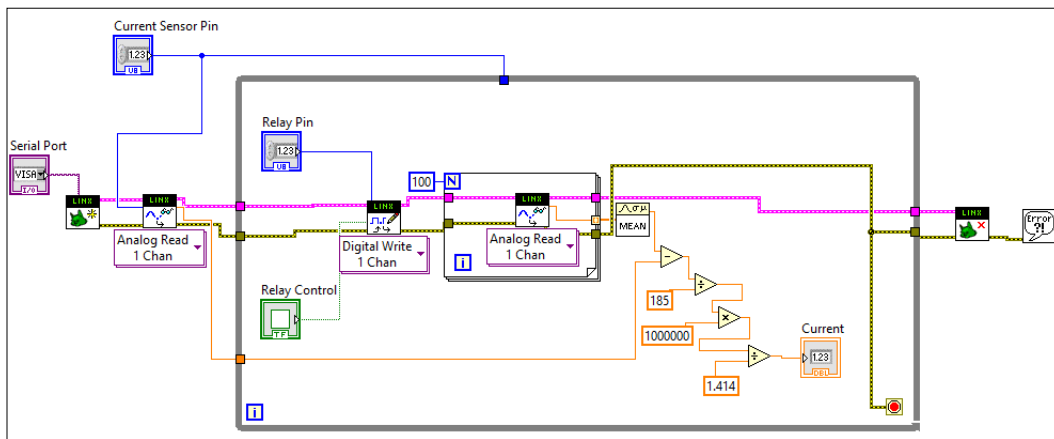 Current Sensor Pin
1.23
U8
Relay Pin
1.23
U8
Serial Port
VISA
I/O
LINX
LINX
Analog Read
1 Chan
LINX
Digital Write
1 Chan
100
N
LINX
Analog Read
1 Chan
i
MEAN
LINX
Error
?!
Relay Control
TF
185
1000000
1.414
Current
1.23
DBL
i